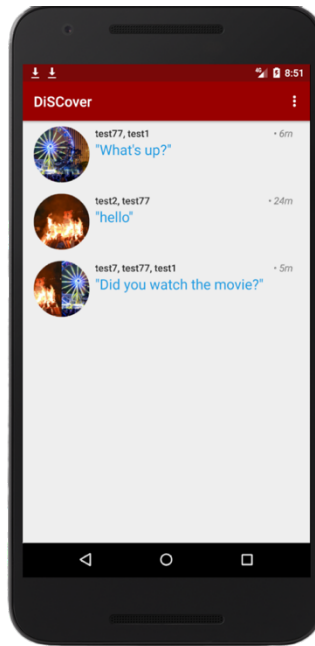 4G 8:51
DiSCover
test77, test1 • 6m
"What's up?"
test2, test77 • 24m
"hello"
test7, test77, test1 • 5m
"Did you watch the movie?"